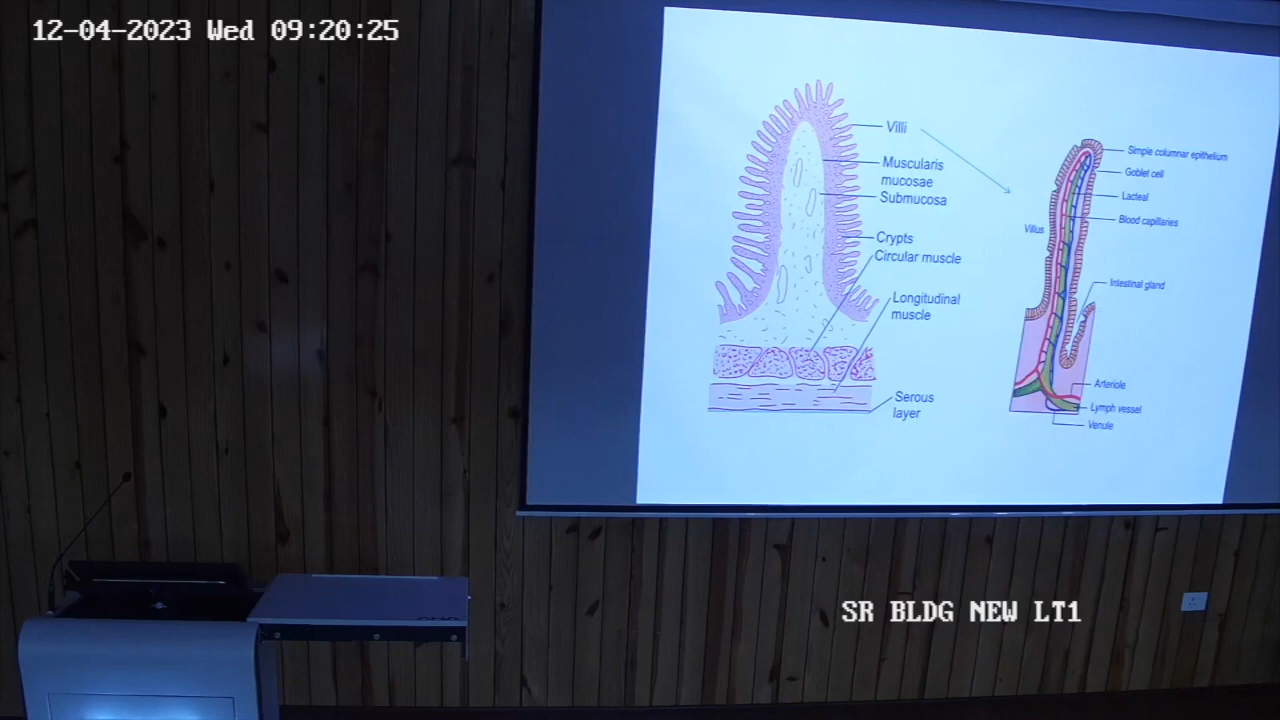 12-04-2023 Wed 09:20:25
Villi
Muscularis
mucosae
Submucosa
Crypts
Circular muscle
Longitudinal
muscle
Serous
layer
Simple columnar epithelium
Goblet cell
Lacteal
Blood capillaries
Villus
Intestinal gland
Arteriole
Lymph vessel
Venule
SR BLDG NEW LT1